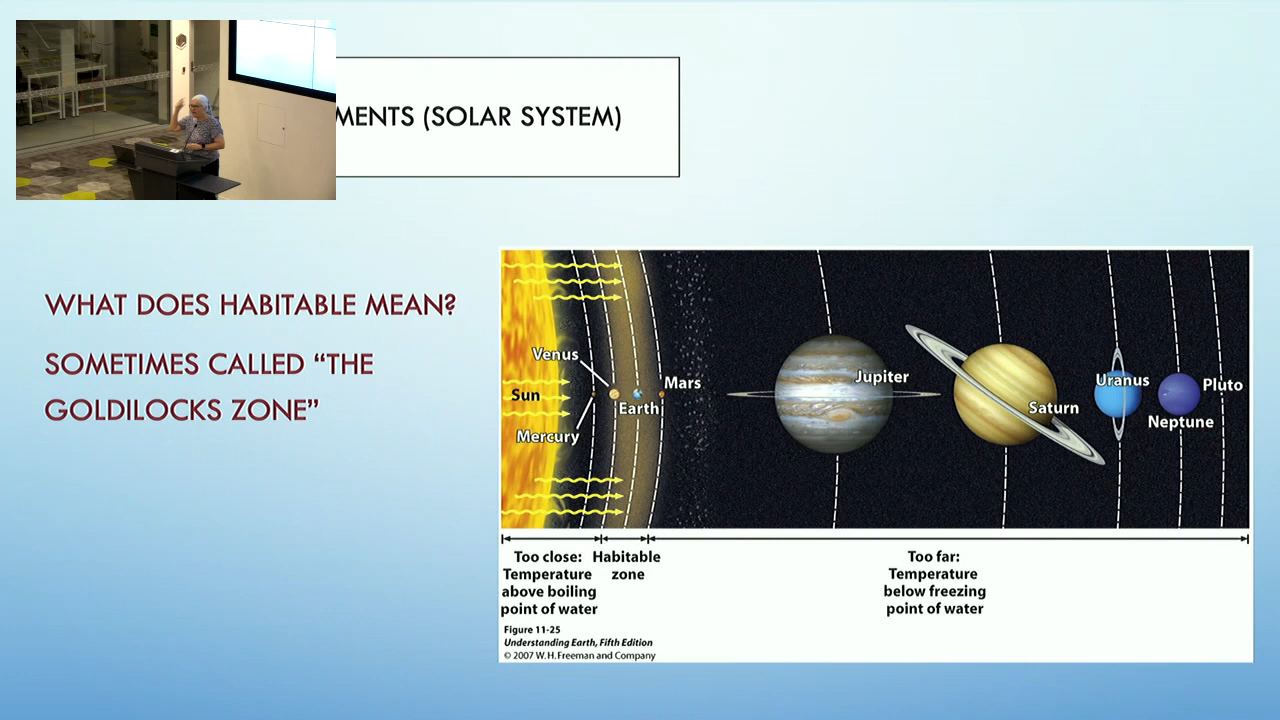 MENTS (SOLAR SYSTEM)
WHAT DOES HABITABLE MEAN?
SOMETIMES CALLED “THE
GOLDILOCKS ZONE”
Venus
Sun
Mercury
Earth
Mars
Jupiter
Saturn
Uranus
Neptune
Pluto
Too close:
Temperature
above boiling
point of water
Habitable
zone
Too far:
Temperature
below freezing
point of water
Figure 11-25
Understanding Earth, Fifth Edition
© 2007 W. H. Freeman and Company